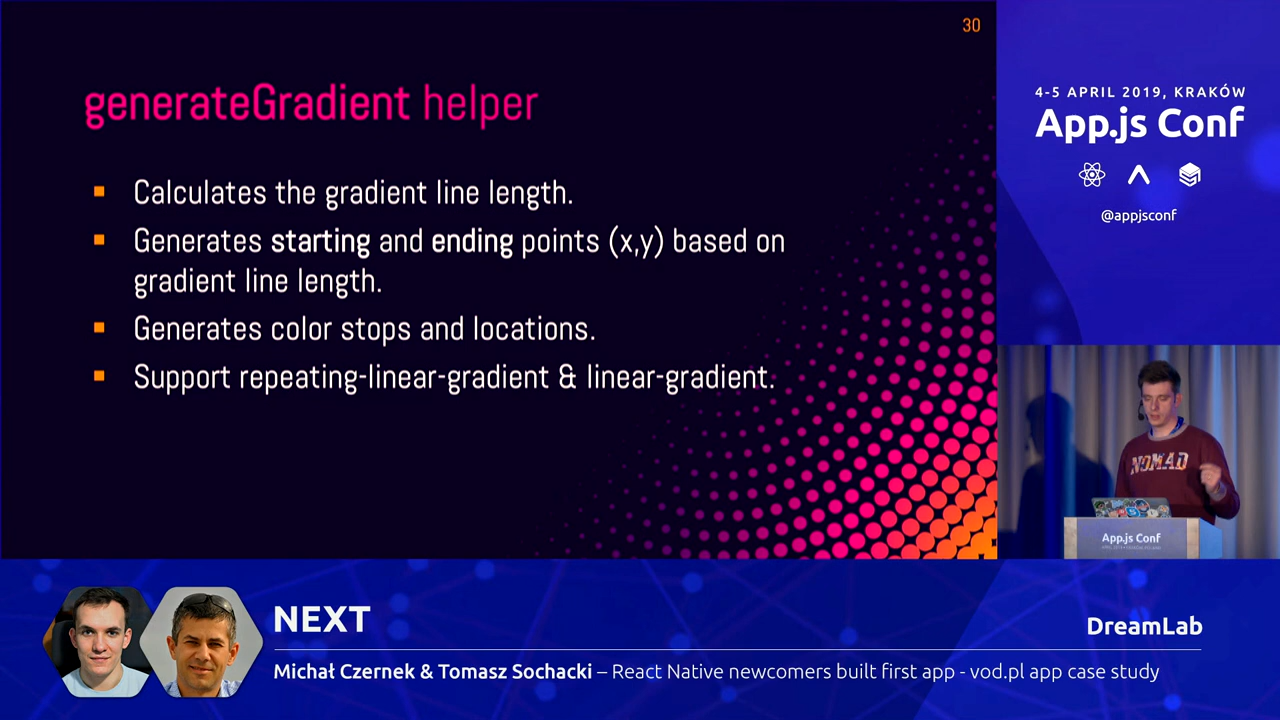 30
generateGradient helper
Calculates the gradient line length.
Generates starting and ending points (x,y) based on
gradient line length.
Generates color stops and locations.
Support repeating-linear-gradient & linear-gradient.
4-5 APRIL 2019, KRAKÓW
App.js Conf
@appjsconf
NOMAD
App.js Conf
NEXT
DreamLab
Michał Czernek & Tomasz Sochacki – React Native newcomers built first app - vod.pl app case study